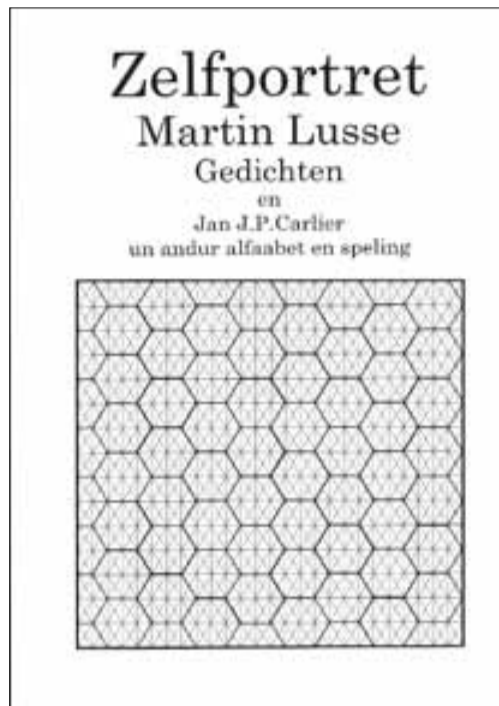 Zelfportret
Martin Lusse
Gedichten
en
Jan J.P.Carlier
un andur alfaabet en speling